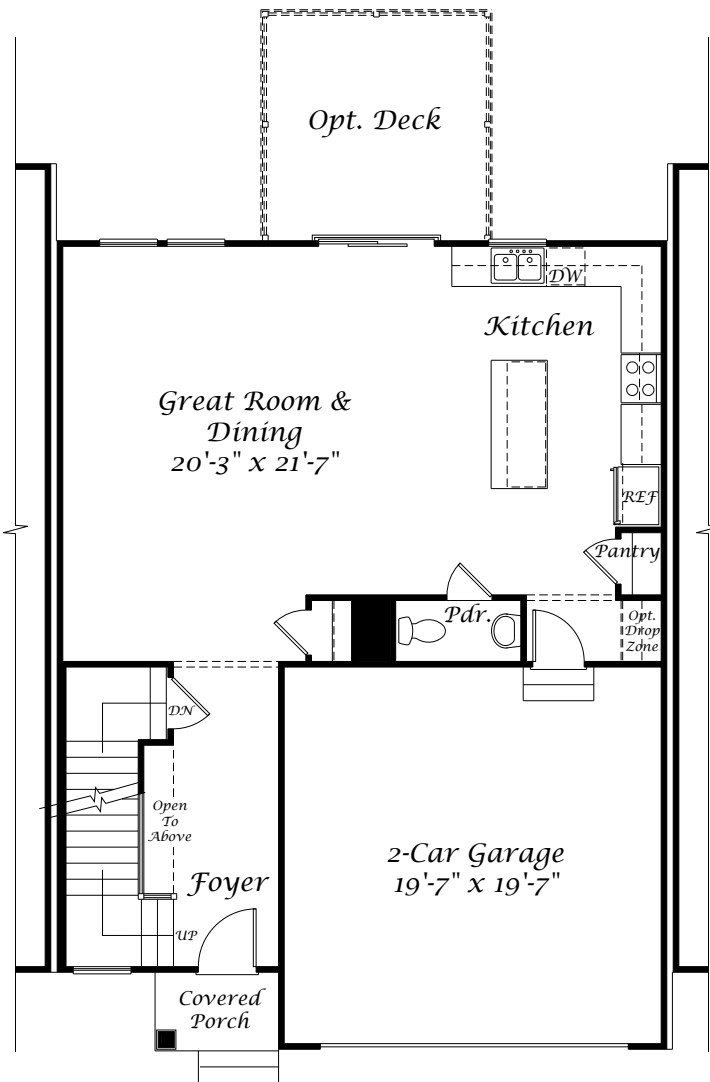 Opt. Deck
DW
Kitchen
Great Room &
Dining
20'-3" x 21'-7"
REF
Pantry
Pdr.
Opt.
Drop
Zone
DN
Open
To
Above
2-Car Garage
19'-7" x 19'-7"
Foyer
UP
Covered
Porch